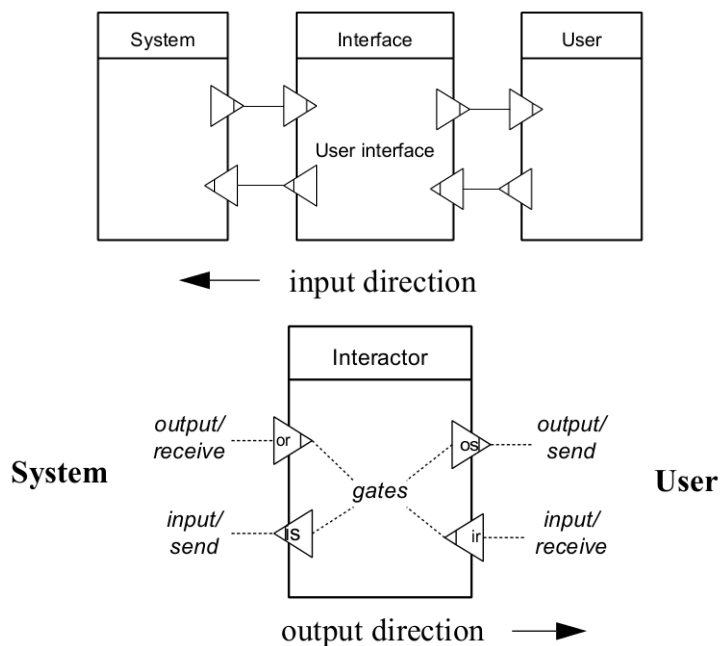 System
Interface
User
User interface
input direction
Interactor
output/
receive
or
os
output/
send
System
gates
User
input/
send
is
ir
input/
receive
output direction